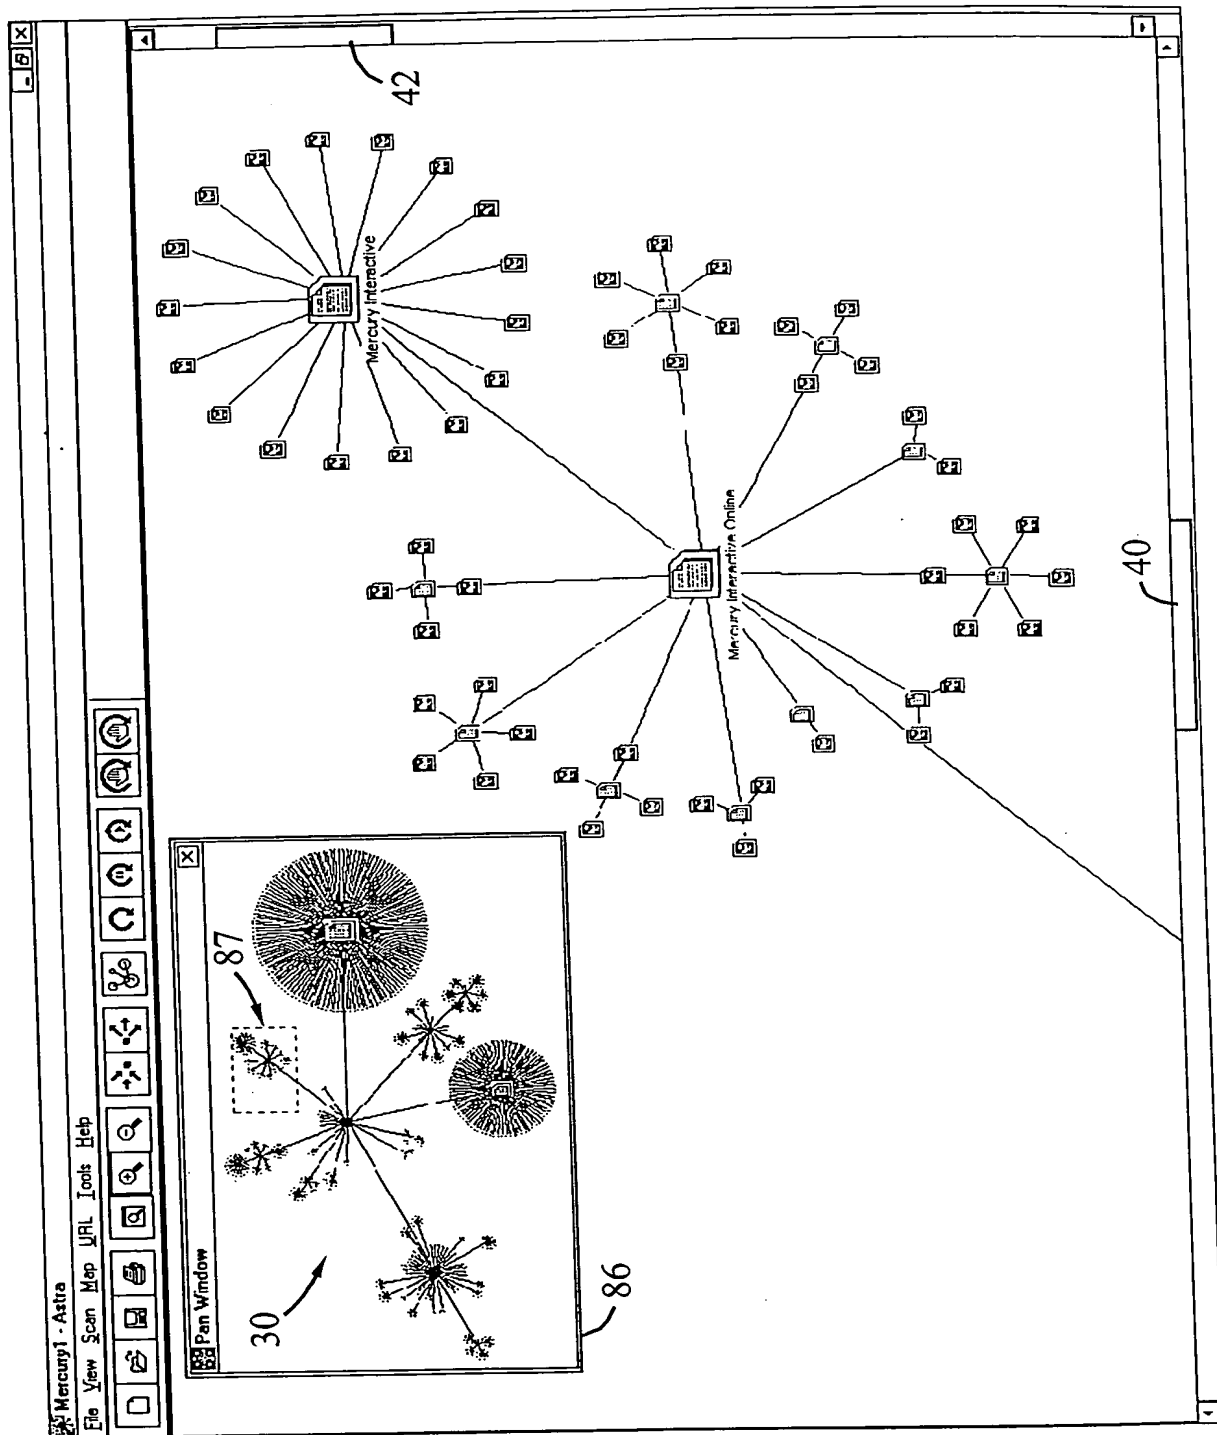 Mercury1 - Astra
File View Scan Map URL Tools Help
Pan Window
30
87
86
Mercury Interactive
42
Mercury Interactive Online
40